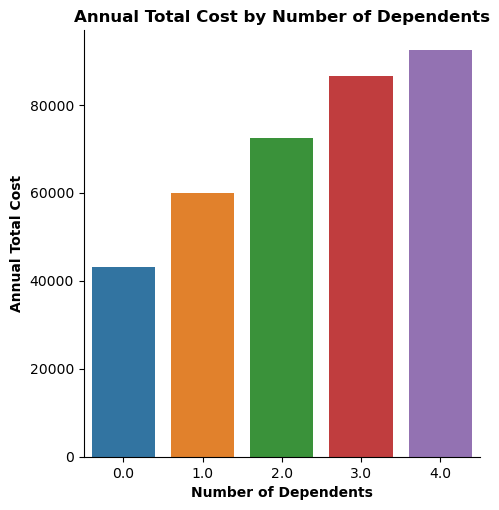 Annual Total Cost by Number of Dependents
80000
60000
40000
20000
0
Annual Total Cost
0.0 1.0 2.0 3.0 4.0
Number of Dependents